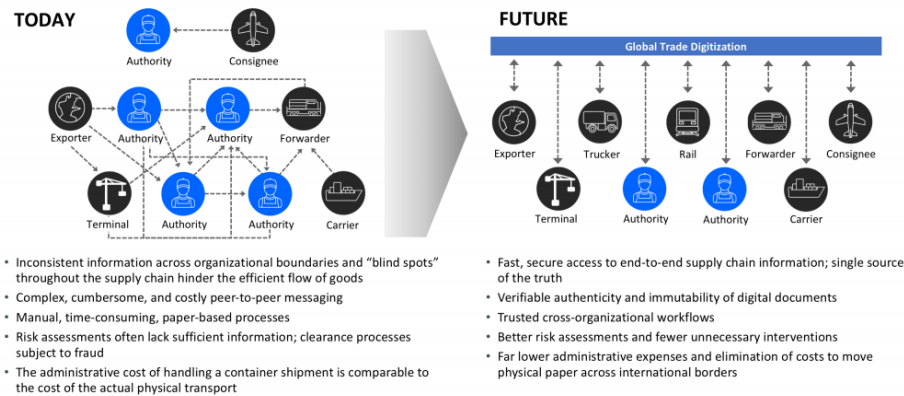 TODAY
Authority
Consignee
Exporter
Authority
Authority
Forwarder
Terminal
Authority
Authority
Carrier
• Inconsistent information across organizational boundaries and “blind spots”
throughout the supply chain hinder the efficient flow of goods
• Complex, cumbersome, and costly peer-to-peer messaging
• Manual, time-consuming, paper-based processes
• Risk assessments often lack sufficient information; clearance processes
subject to fraud
• The administrative cost of handling a container shipment is comparable to
the cost of the actual physical transport
FUTURE
Global Trade Digitization
Exporter
Trucker
Rail
Forwarder
Consignee
Terminal
Authority
Authority
Carrier
• Fast, secure access to end-to-end supply chain information; single source
of the truth
• Verifiable authenticity and immutability of digital documents
• Trusted cross-organizational workflows
• Better risk assessments and fewer unnecessary interventions
• Far lower administrative expenses and elimination of costs to move
physical paper across international borders